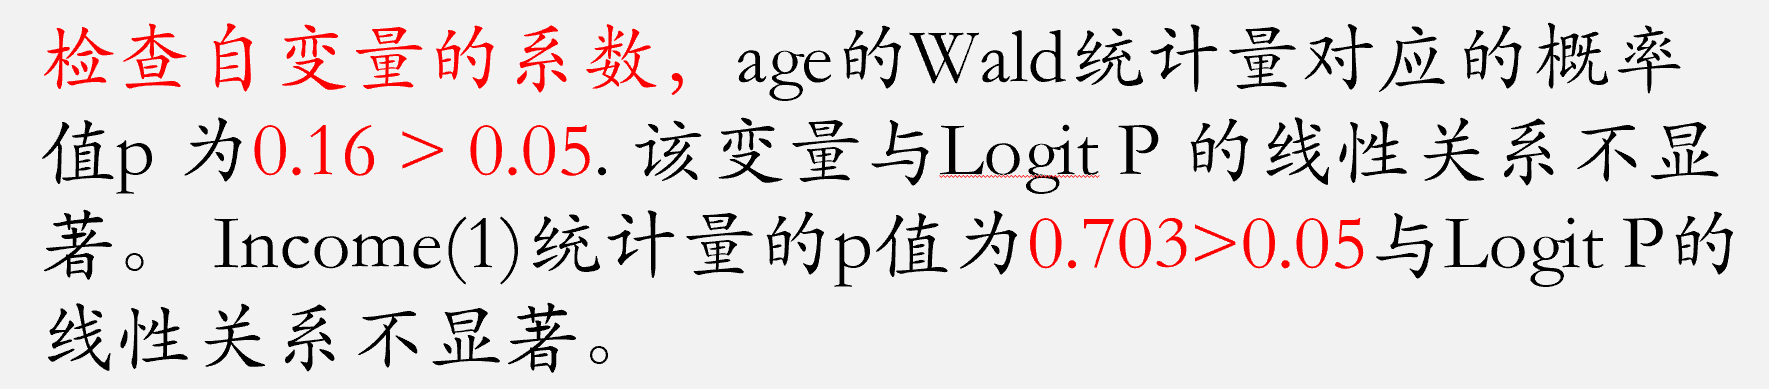 检查自变量的系数，age的Wald统计量对应的概率
值p 为0.16 > 0.05. 该变量与Logit P 的线性关系不显
著。 Income(1)统计量的p值为0.703>0.05与Logit P的
线性关系不显著。